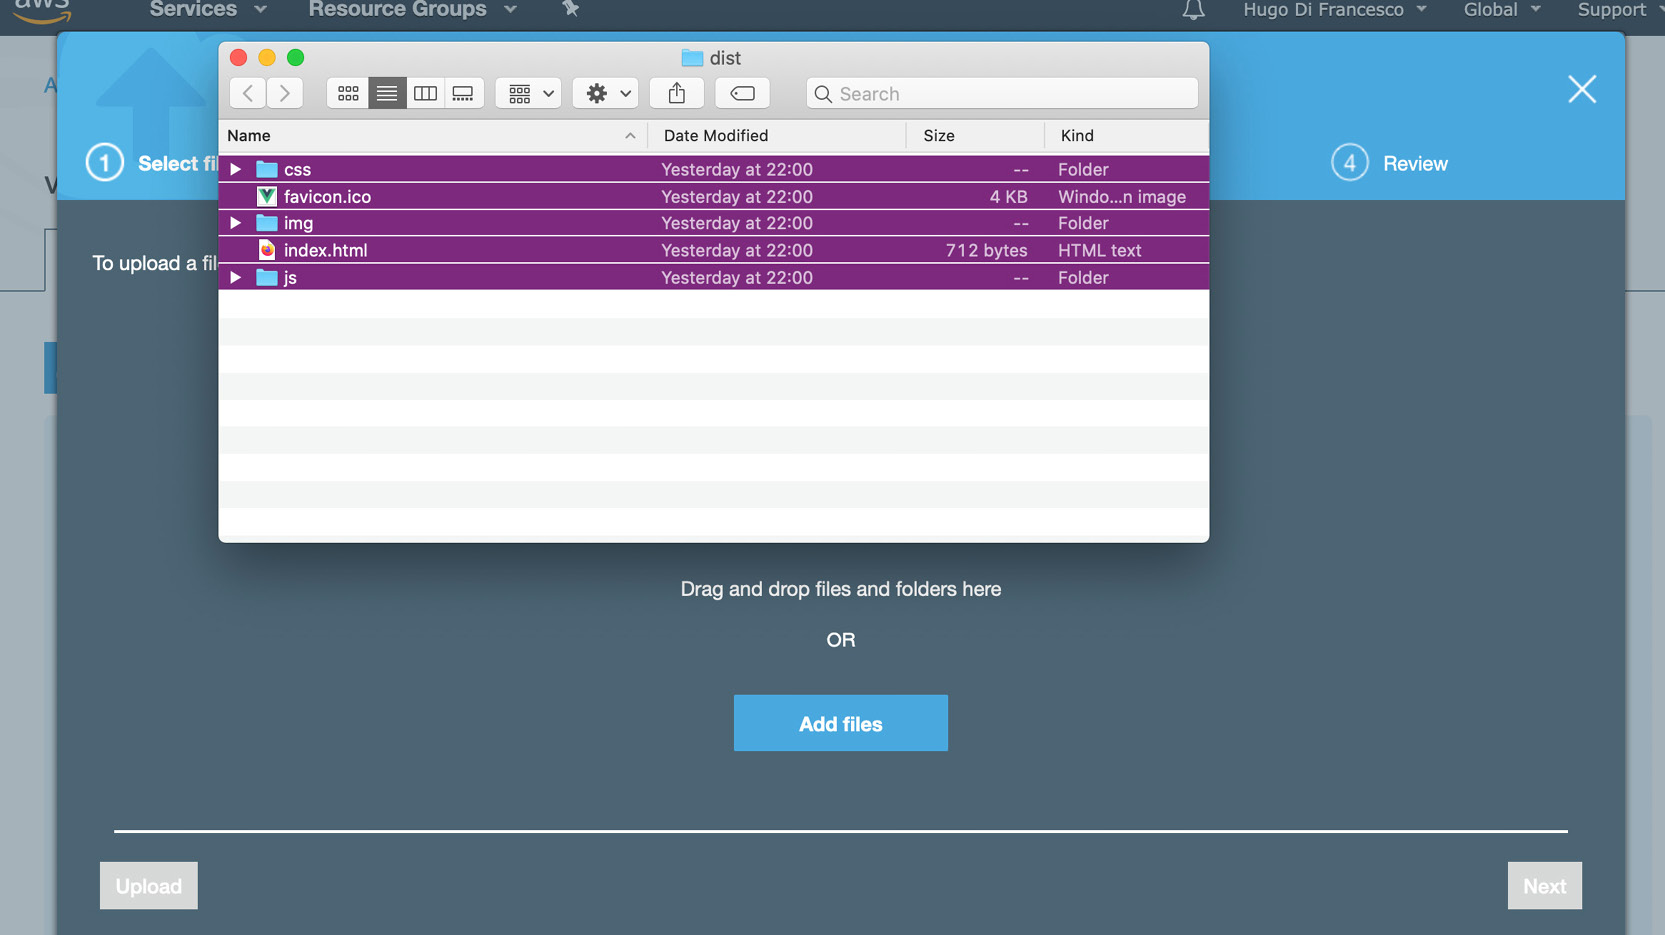 aws Services Resource Groups Hugo Di Francesco Global Support
dist
Search
Name Date Modified Size Kind
1 Select fil 4 Review
css Yesterday at 22:00 -- Folder
favicon.ico Yesterday at 22:00 4 KB Windo...n image
img Yesterday at 22:00 -- Folder
index.html Yesterday at 22:00 712 bytes HTML text
To upload a fil
js Yesterday at 22:00 -- Folder
Drag and drop files and folders here
OR
Add files
Upload Next